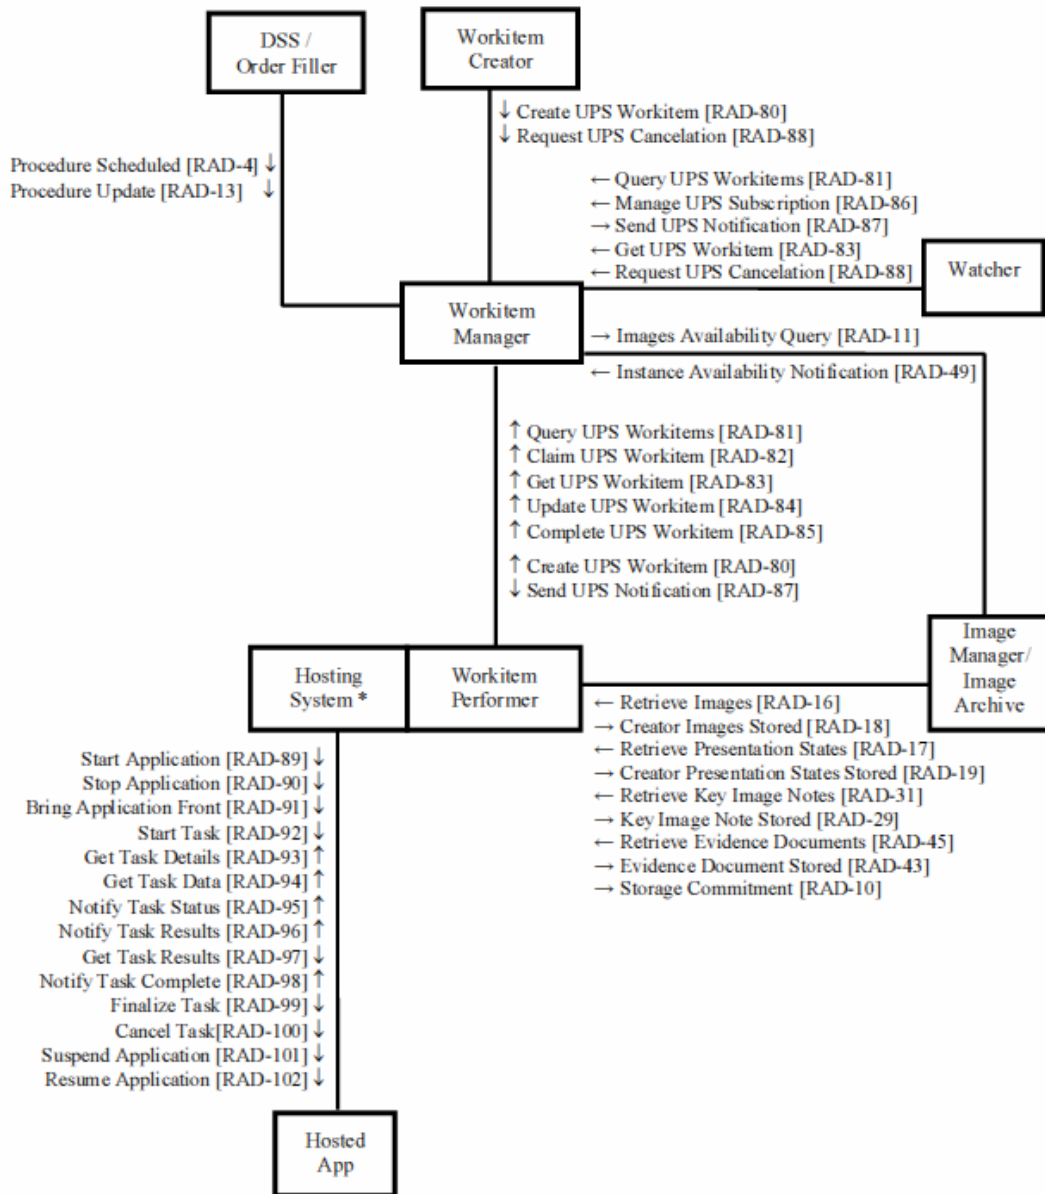 DSS /
Order Filler
Workitem
Creator
↓ Create UPS Workitem [RAD-80]
↓ Request UPS Cancelation [RAD-88]
Procedure Scheduled [RAD-4] ↓
Procedure Update [RAD-13] ↓
← Query UPS Workitems [RAD-81]
← Manage UPS Subscription [RAD-86]
→ Send UPS Notification [RAD-87]
← Get UPS Workitem [RAD-83]
← Request UPS Cancelation [RAD-88]
Watcher
Workitem
Manager
→ Images Availability Query [RAD-11]
← Instance Availability Notification [RAD-49]
↑ Query UPS Workitems [RAD-81]
↑ Claim UPS Workitem [RAD-82]
↑ Get UPS Workitem [RAD-83]
↑ Update UPS Workitem [RAD-84]
↑ Complete UPS Workitem [RAD-85]
↑ Create UPS Workitem [RAD-80]
↓ Send UPS Notification [RAD-87]
Hosting
System *
Workitem
Performer
Image
Manager/
Image
Archive
← Retrieve Images [RAD-16]
→ Creator Images Stored [RAD-18]
← Retrieve Presentation States [RAD-17]
→ Creator Presentation States Stored [RAD-19]
← Retrieve Key Image Notes [RAD-31]
→ Key Image Note Stored [RAD-29]
← Retrieve Evidence Documents [RAD-45]
→ Evidence Document Stored [RAD-43]
→ Storage Commitment [RAD-10]
Start Application [RAD-89] ↓
Stop Application [RAD-90] ↓
Bring Application Front [RAD-91] ↓
Start Task [RAD-92] ↓
Get Task Details [RAD-93] ↑
Get Task Data [RAD-94] ↑
Notify Task Status [RAD-95] ↑
Notify Task Results [RAD-96] ↑
Get Task Results [RAD-97] ↓
Notify Task Complete [RAD-98] ↑
Finalize Task [RAD-99] ↓
Cancel Task[RAD-100] ↓
Suspend Application [RAD-101] ↓
Resume Application [RAD-102] ↓
Hosted
App